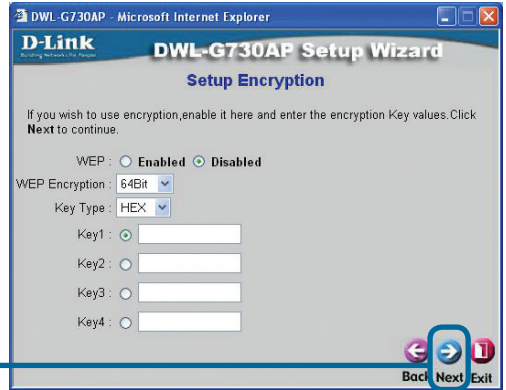 DWL-G730AP - Microsoft Internet Explorer
D-Link
Building Networks for People
DWL-G730AP Setup Wizard
Setup Encryption
If you wish to use encryption,enable it here and enter the encryption Key values.Click
Next to continue.
WEP : Enabled Disabled
WEP Encryption : 64Bit
Key Type : HEX
Key1 :
Key2 :
Key3 :
Key4 :
Back Next Exit